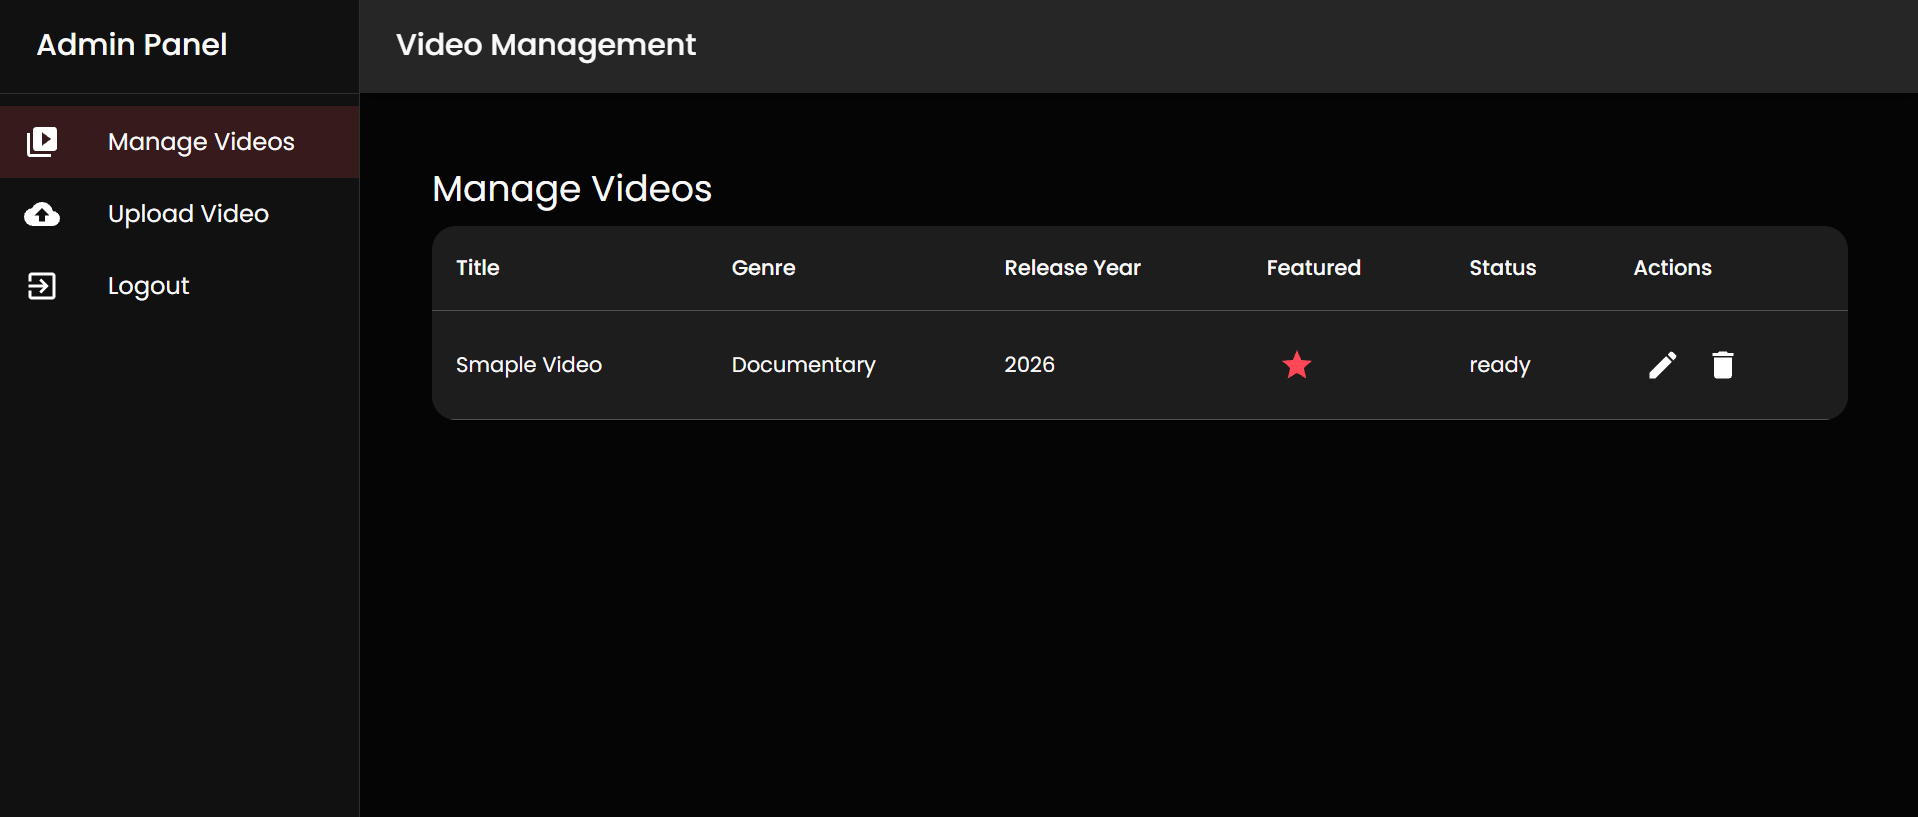 Admin Panel
Video Management
Manage Videos
Upload Video
Logout
Manage Videos
Title Genre Release Year Featured Status Actions
Smaple Video Documentary 2026 ready